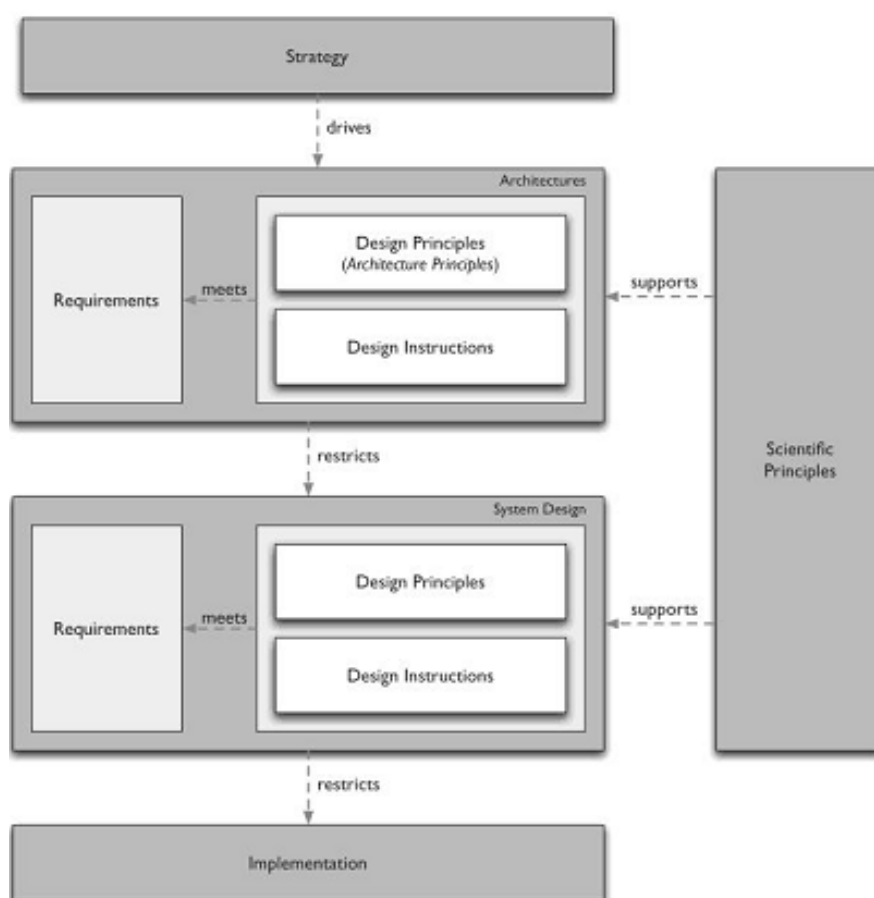 Strategy
drives
Architectures
Requirements
meets
Design Principles
(Architecture Principles)
Design Instructions
supports
restricts
Scientific
Principles
System Design
Requirements
meets
Design Principles
Design Instructions
supports
restricts
Implementation